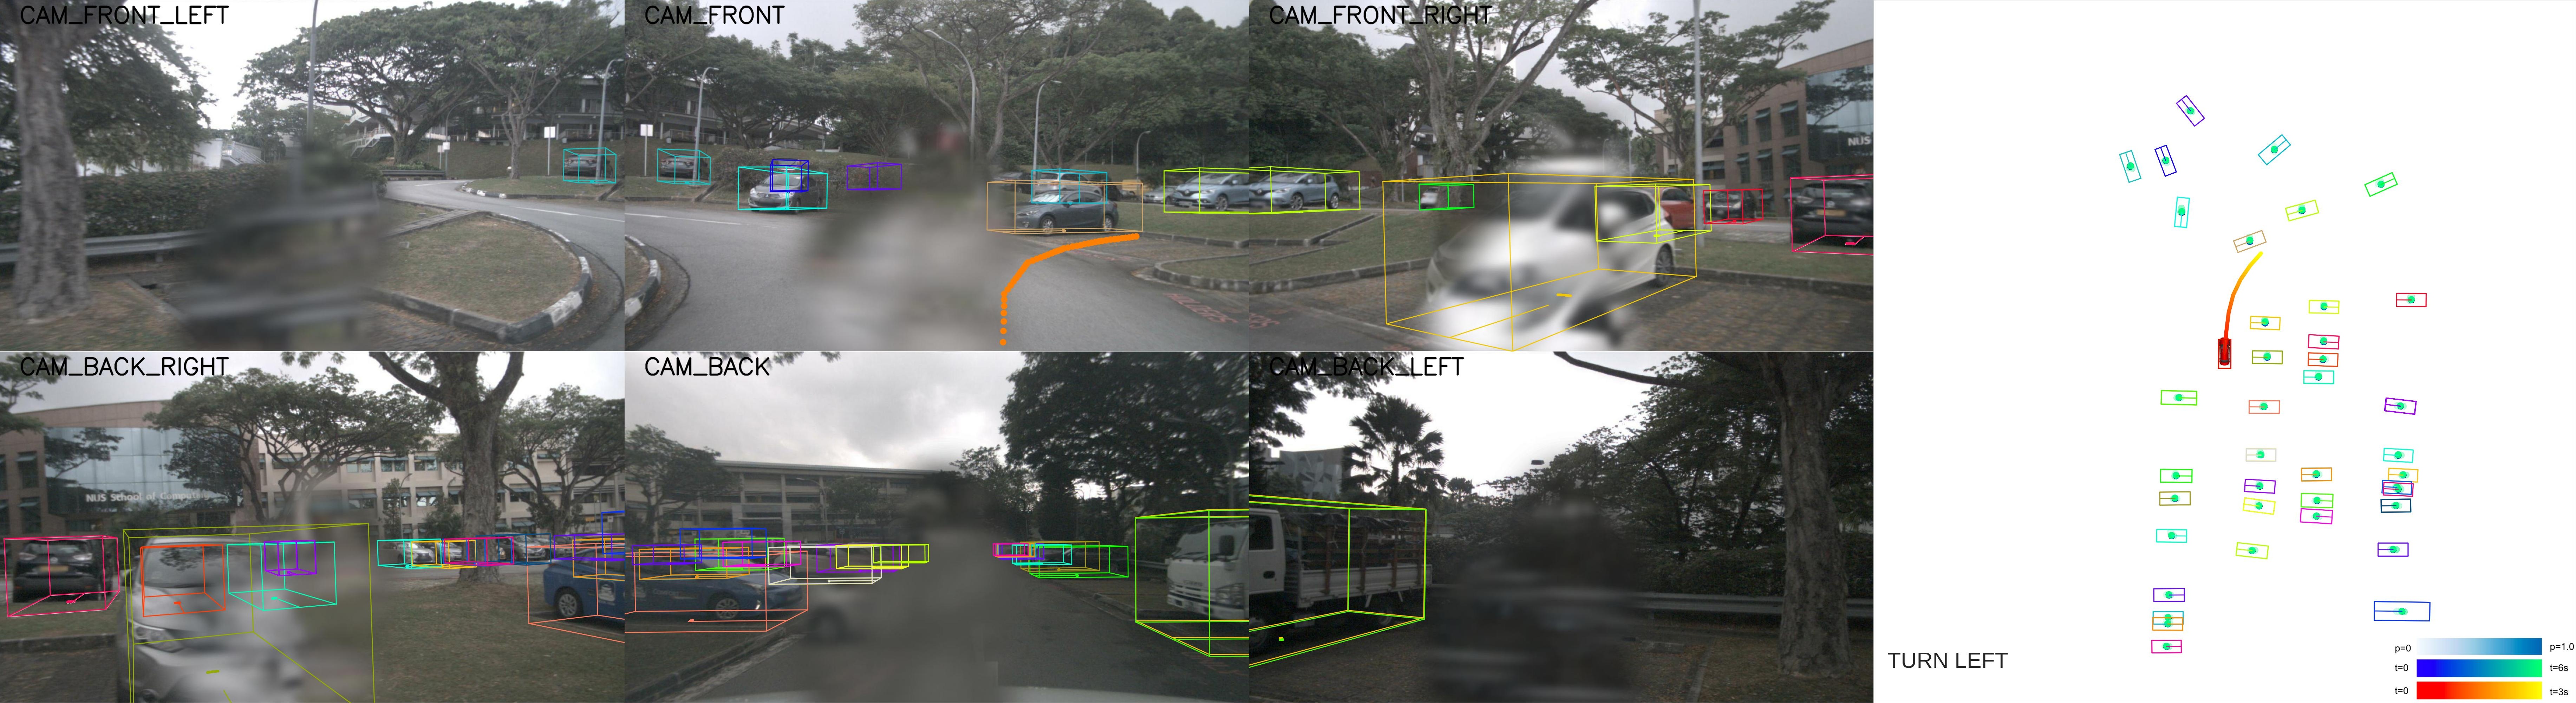 CAM_FRONT_LEFT
CAM_FRONT
CAM_FRONT_RIGHT
NUS
CAM_BACK_RIGHT
CAM_BACK
CAM_BACK_LEFT
NUS School of Computing
TURN LEFT
p=0
p=1.0
t=0
t=6s
t=0
t=3s